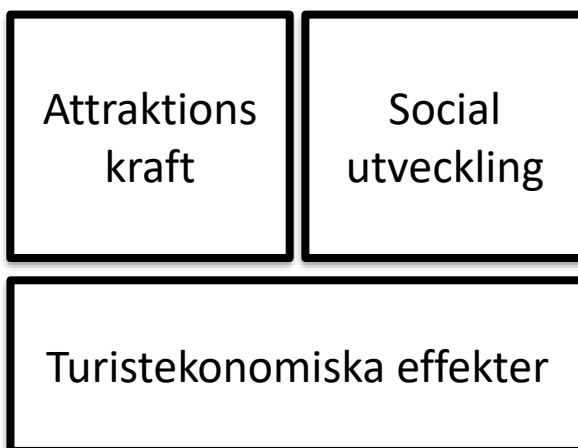 Attraktions
kraft
Social
utveckling
Turistekonomiska effekter